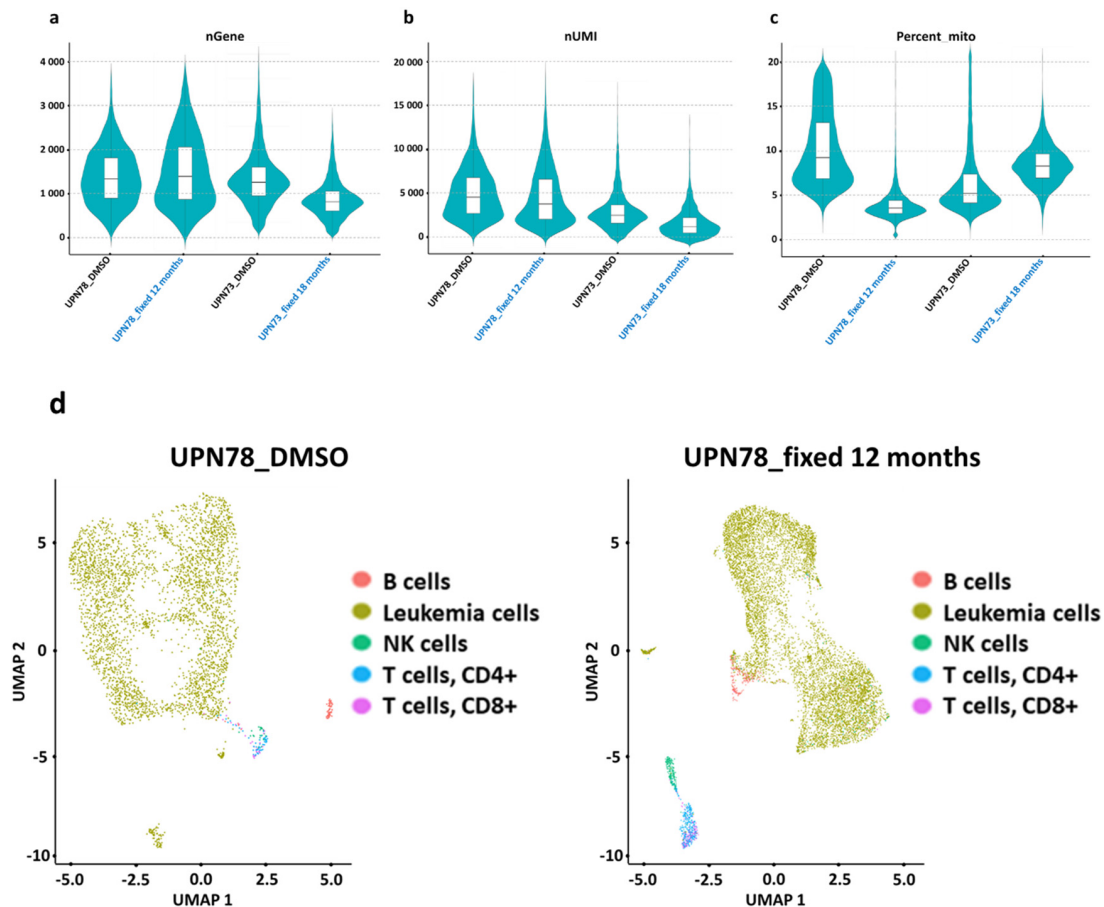 a
nGene
4 000
3 000
2 000
1 000
0
UPN78_DMSO
UPN78_fixed 12 months
UPN73_DMSO
UPN73_fixed 18 months
b
nUMI
20 000
15 000
10 000
5 000
0
UPN78_DMSO
UPN78_fixed 12 months
UPN73_DMSO
UPN73_fixed 18 months
c
Percent_mito
20
15
10
5
0
UPN78_DMSO
UPN78_fixed 12 months
UPN73_DMSO
UPN73_fixed 18 months
d
UPN78_DMSO
UMAP 2
5
0
-5
-10
-5.0
-2.5
0.0
2.5
5.0
UMAP 1
B cells
Leukemia cells
NK cells
T cells, CD4+
T cells, CD8+
UPN78_fixed 12 months
UMAP 2
5
0
-5
-10
-5.0
-2.5
0.0
2.5
5.0
UMAP 1
B cells
Leukemia cells
NK cells
T cells, CD4+
T cells, CD8+